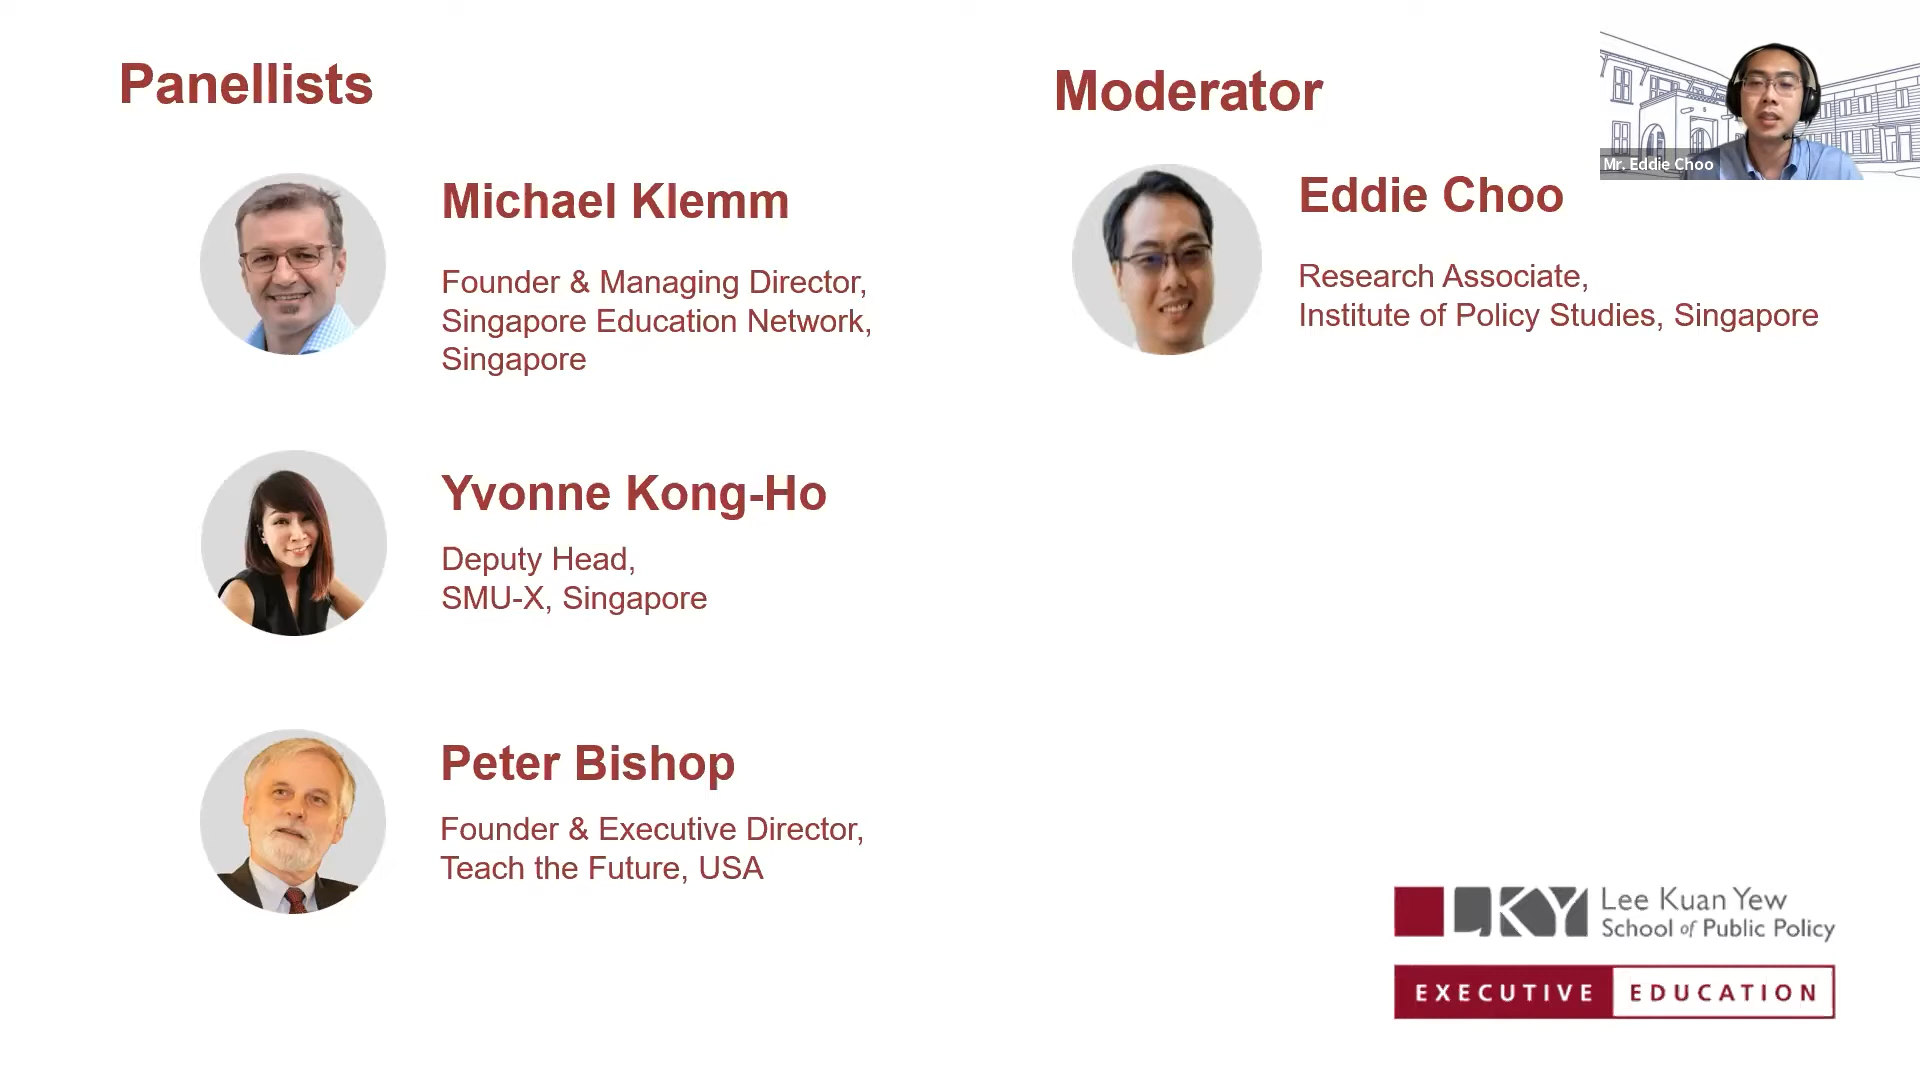 Panellists
Michael Klemm
Founder & Managing Director,
Singapore Education Network,
Singapore
Yvonne Kong-Ho
Deputy Head,
SMU-X, Singapore
Peter Bishop
Founder & Executive Director,
Teach the Future, USA
Moderator
Eddie Choo
Research Associate,
Institute of Policy Studies, Singapore
Mr. Eddie Choo
LKY Lee Kuan Yew
School of Public Policy
EXECUTIVE EDUCATION